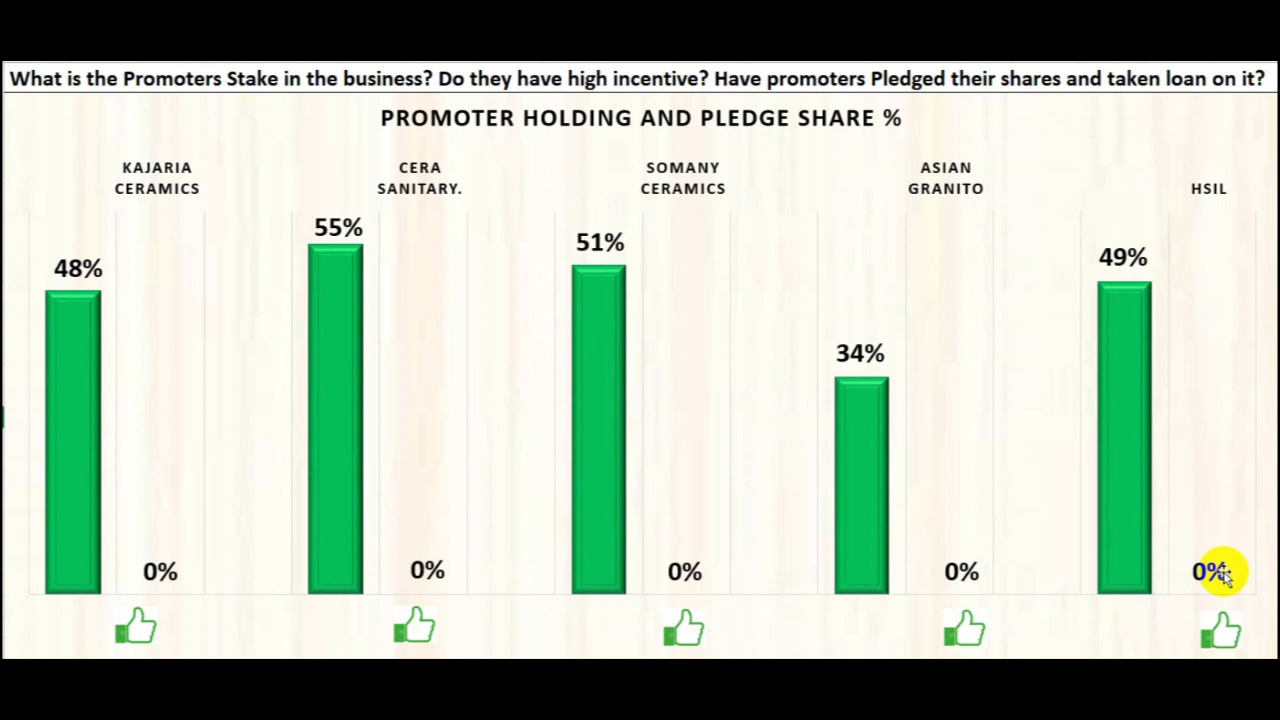 What is the Promoters Stake in the business? Do they have high incentive? Have promoters Pledged their shares and taken loan on it?
PROMOTER HOLDING AND PLEDGE SHARE %
KAJARIA
CERAMICS
CERA
SANITARY.
SOMANY
CERAMICS
ASIAN
GRANITO
HSIL
48%
0%
55%
0%
51%
0%
34%
0%
49%
0%